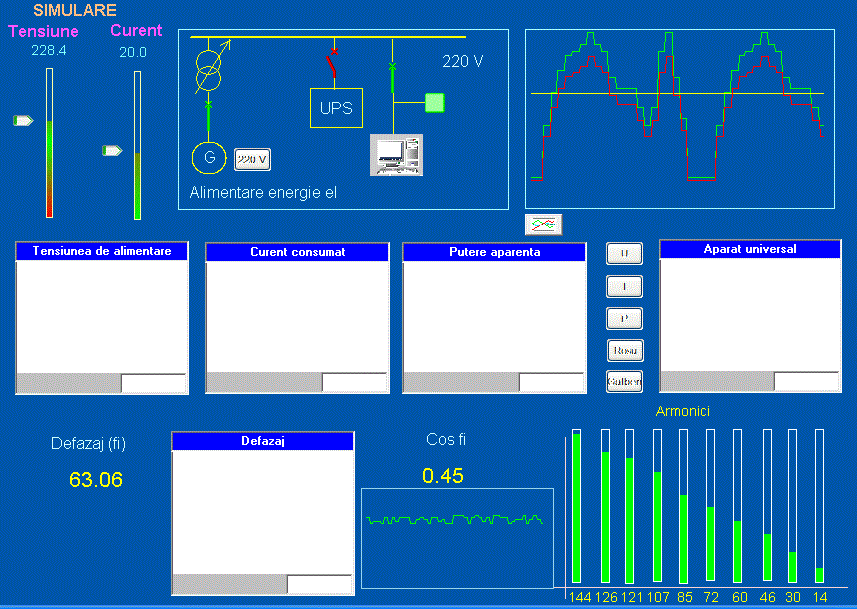 SIMULARE
Tensiune
Curent
228.4
20.0
220 V
UPS
G
220 V
Alimentare energie el
Tensiunea de alimentare
Curent consumat
Putere aparenta
Aparat universal
U
I
P
Rosu
Galben
Armonici
Defazaj (fi)
63.06
Defazaj
Cos fi
0.45
144 126 121 107 85 72 60 46 30 14